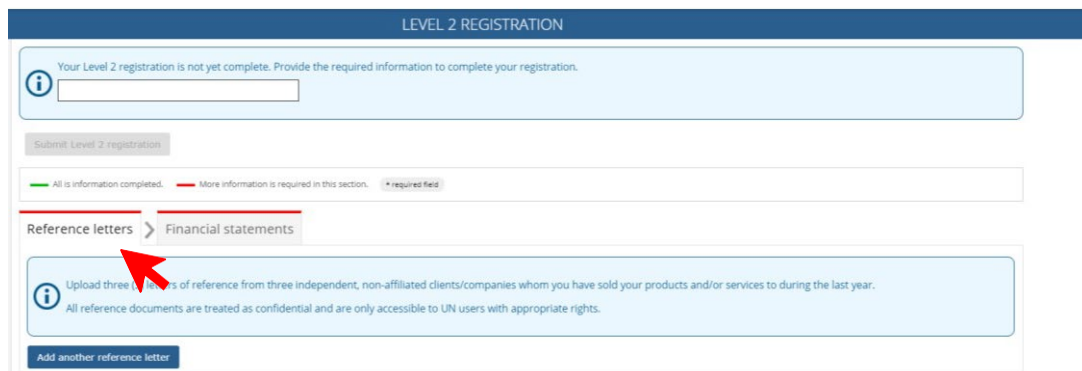 LEVEL 2 REGISTRATION
Your Level 2 registration is not yet complete. Provide the required information to complete your registration.
Submit Level 2 registration
All is information completed. More information is required in this section. * required field
Reference letters Financial statements
Upload three ( of reference from three independent, non-affiliated clients/companies whom you have sold your products and/or services to during the last year.
All reference documents are treated as confidential and are only accessible to UN users with appropriate rights.
Add another reference letter